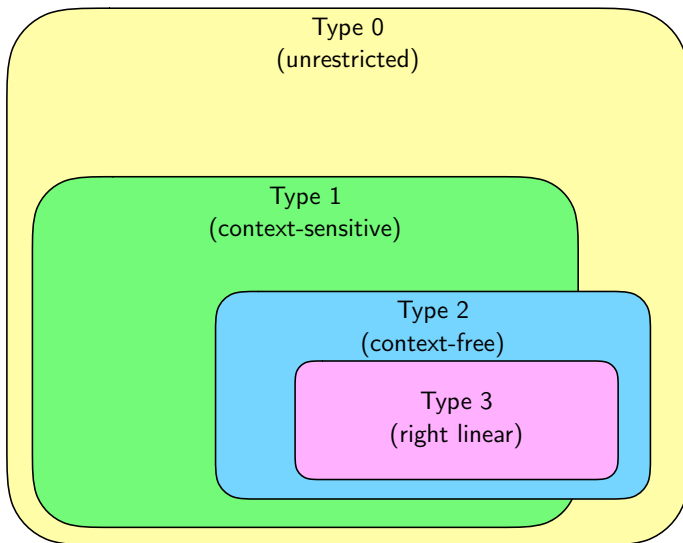 Type 0
(unrestricted)
Type 1
(context-sensitive)
Type 2
(context-free)
Type 3
(right linear)